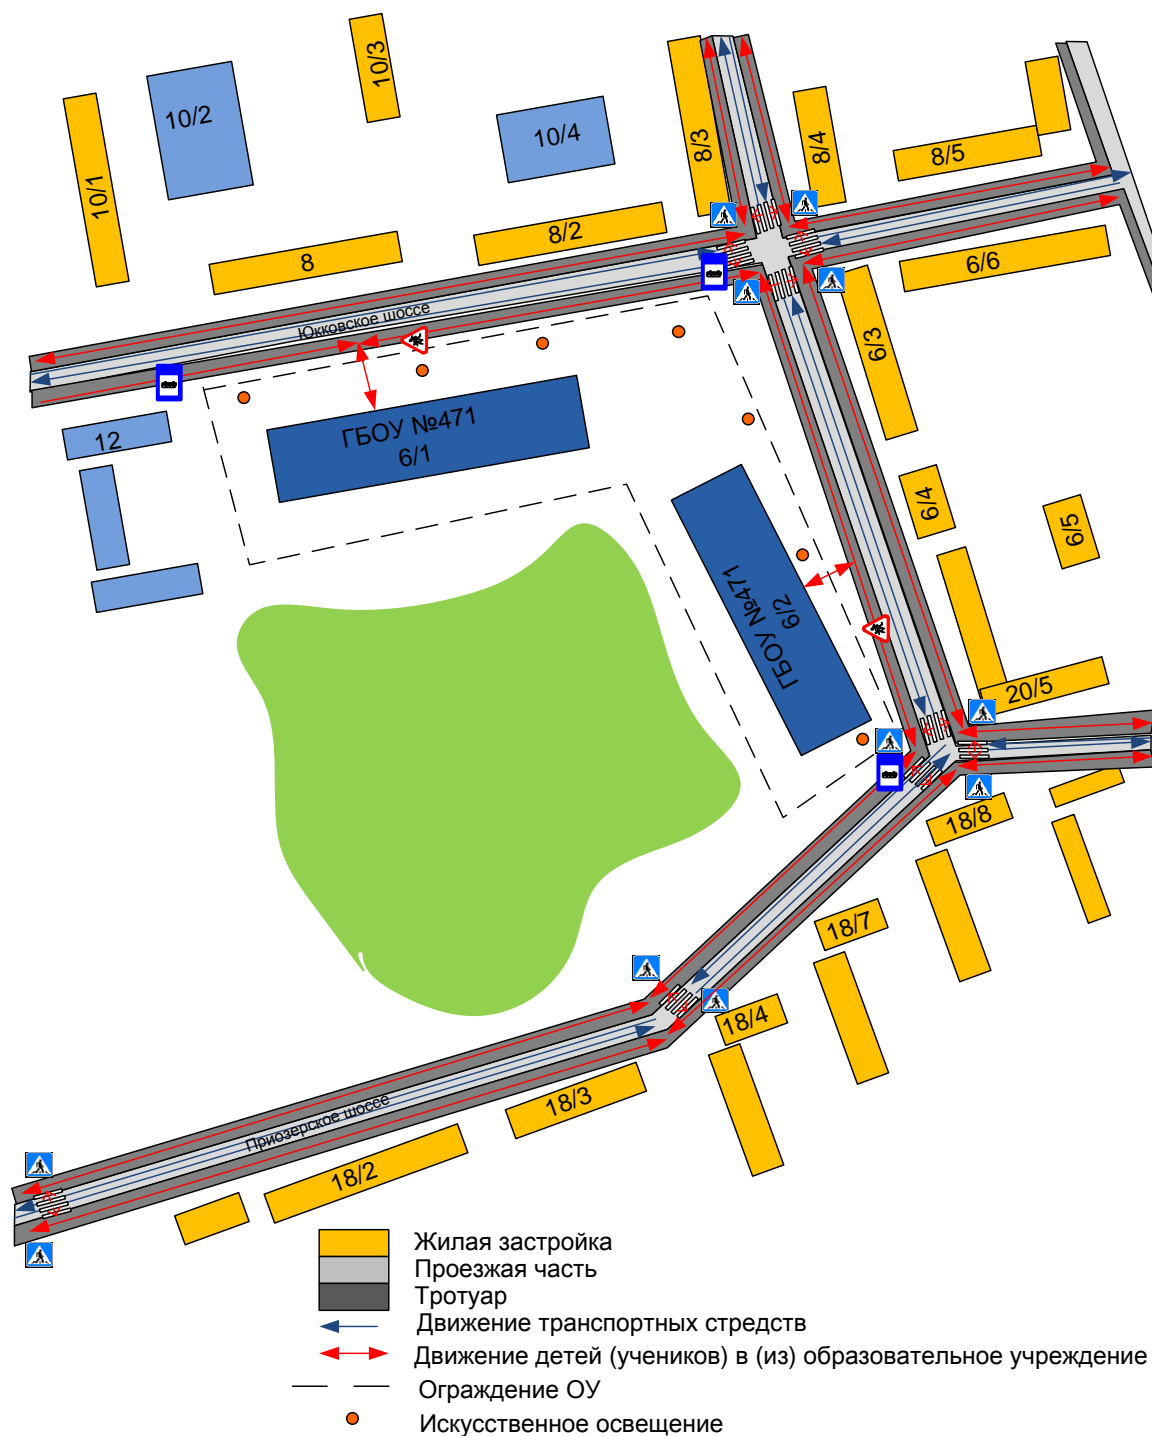 10/3
10/2
10/4
8/3
8/4
8/5
10/1
8/2
8
6/6
Юкковское шоссе
6/3
12
ГБОУ №471
6/1
6/4
6/5
ГБОУ №471
6/2
20/5
18/8
18/7
18/4
18/3
Приозерское шоссе
18/2
Жилая застройка
Проезжая часть
Тротуар
Движение транспортных стредств
Движение детей (учеников) в (из) образовательное учреждение
Ограждение ОУ
Искусственное освещение